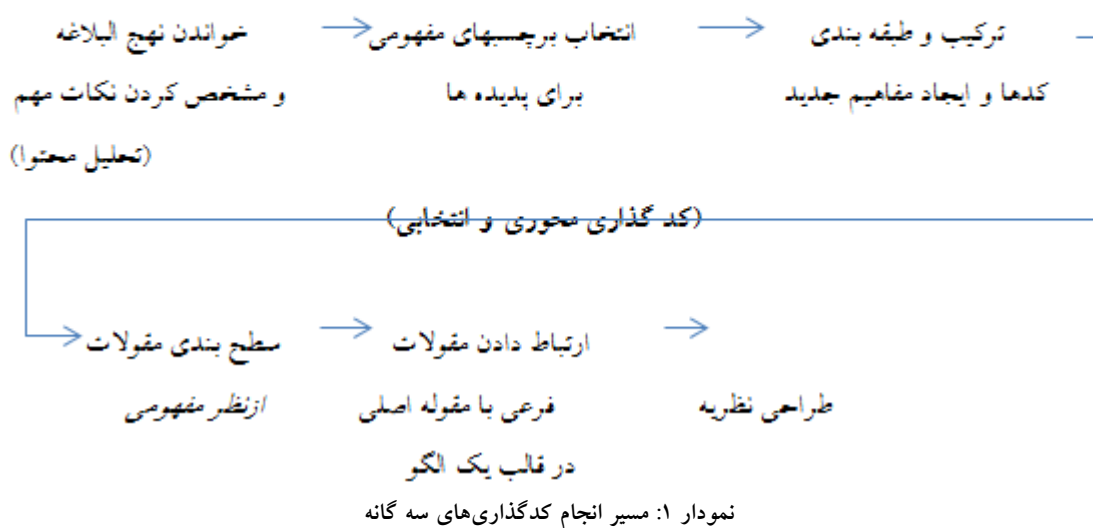 خواندن نهج البلاغه
و مشخص کردن نکات مهم
(تحلیل محتوا)
انتخاب برچسبهای مفهومی
برای پدیده ها
ترکیب و طبقه بندی
کدها و ایجاد مفاهیم جدید
(کد گذاری محوری و انتخابی)
سطح بندی مقولات
ازنظر مفهومی
ارتباط دادن مقولات
فرعی با مقوله اصلی
در قالب یک الگو
طراحی نظریه
نمودار ۱: مسیر انجام کدگذاری‌های سه گانه